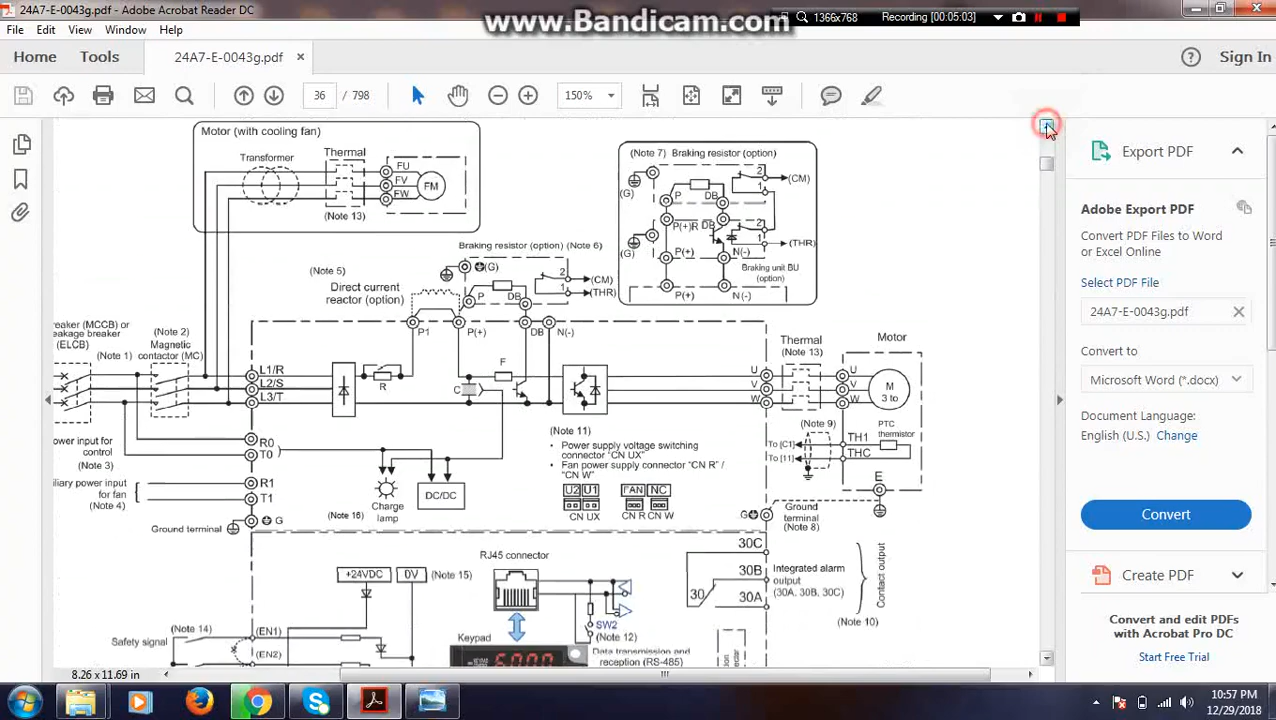 24A7-E-0043g.pdf - Adobe Acrobat Reader DC
www.Bandicam.com
1366x768
Recording [00:05:03]
File Edit View Window Help
Home Tools 24A7-E-0043g.pdf × Sign In
36 / 798 150%
Motor (with cooling fan)
Transformer
Thermal
FU
FV
FW
FM
(Note 13)
(Note 7) Braking resistor (option)
2
(CM)
(G)
P
DB
1
P(+)R DB
2
1
(THR)
(G)
P(+)
N(-)
Braking unit BU
(option)
P(+)
N(-)
Braking resistor (option) (Note 6)
(G)
2
(CM)
P
DB
1
(THR)
(Note 5)
Direct current
reactor (option)
P1
P(+)
DB
N(-)
reaker (MCCB) or
eakage breaker
(ELCB)
(Note 1)
(Note 2)
Magnetic
contactor (MC)
L1/R
L2/S
L3/T
R
C
F
U
V
W
Thermal
(Note 13)
Motor
U
V
W
M
3 to
(Note 9)
PTC
thermistor
To [C1]
To [11]
TH1
THC
E
ower input for
control
(Note 3)
R0
T0
iliary power input
for fan
(Note 4)
R1
T1
Ground terminal
G
(Note 16)
Charge
lamp
DC/DC
(Note 11)
• Power supply voltage switching
connector “CN UX”
• Fan power supply connector “CN R” /
“CN W”
U2 U1
CN UX
FAN NC
CN R CN W
G
Ground
terminal
(Note 8)
RJ45 connector
+24VDC 0V (Note 15)
30C
30B
30A
30
Integrated alarm
output
(30A, 30B, 30C)
Contact output
(Note 10)
SW2
(Note 12)
Safety signal
(Note 14)
(EN1)
(EN2)
Keypad
Data transmission and
reception (RS-485)
8.26 x 11.69 in
Export PDF
Adobe Export PDF
Convert PDF Files to Word
or Excel Online
Select PDF File
24A7-E-0043g.pdf
Convert to
Microsoft Word (*.docx)
Document Language:
English (U.S.) Change
Convert
Create PDF
Convert and edit PDFs
with Acrobat Pro DC
Start Free Trial
10:57 PM
12/29/2018